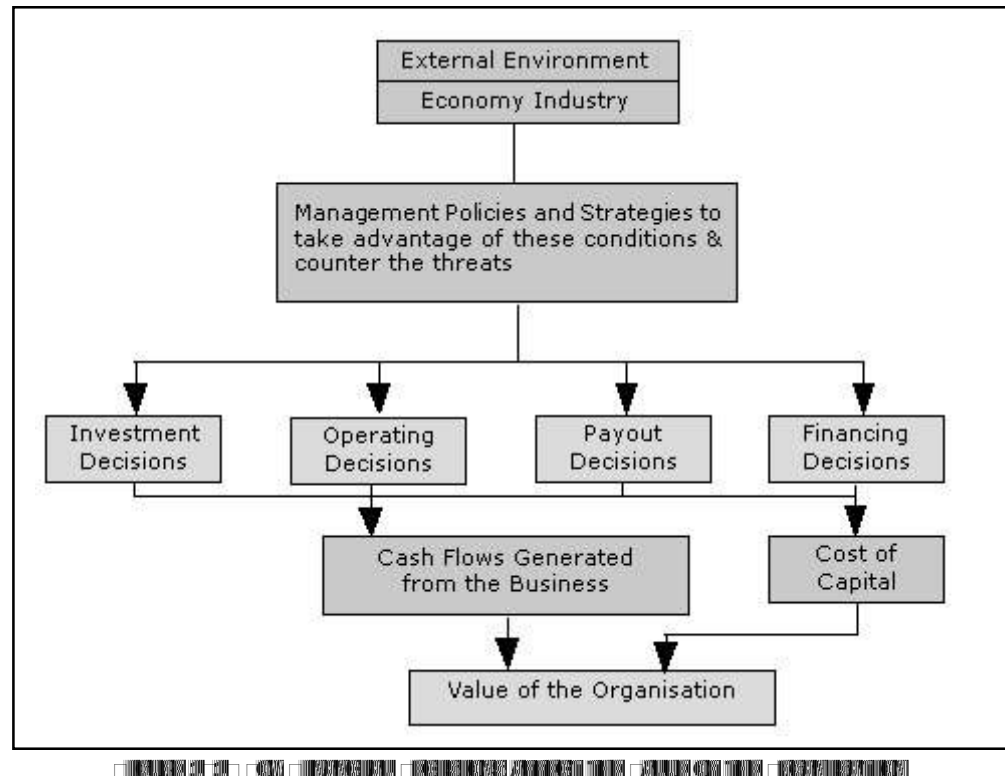 External Environment
Economy Industry
Management Policies and Strategies to
take advantage of these conditions &
counter the threats
Investment
Decisions
Operating
Decisions
Payout
Decisions
Financing
Decisions
Cash Flows Generated
from the Business
Cost of
Capital
Value of the Organisation